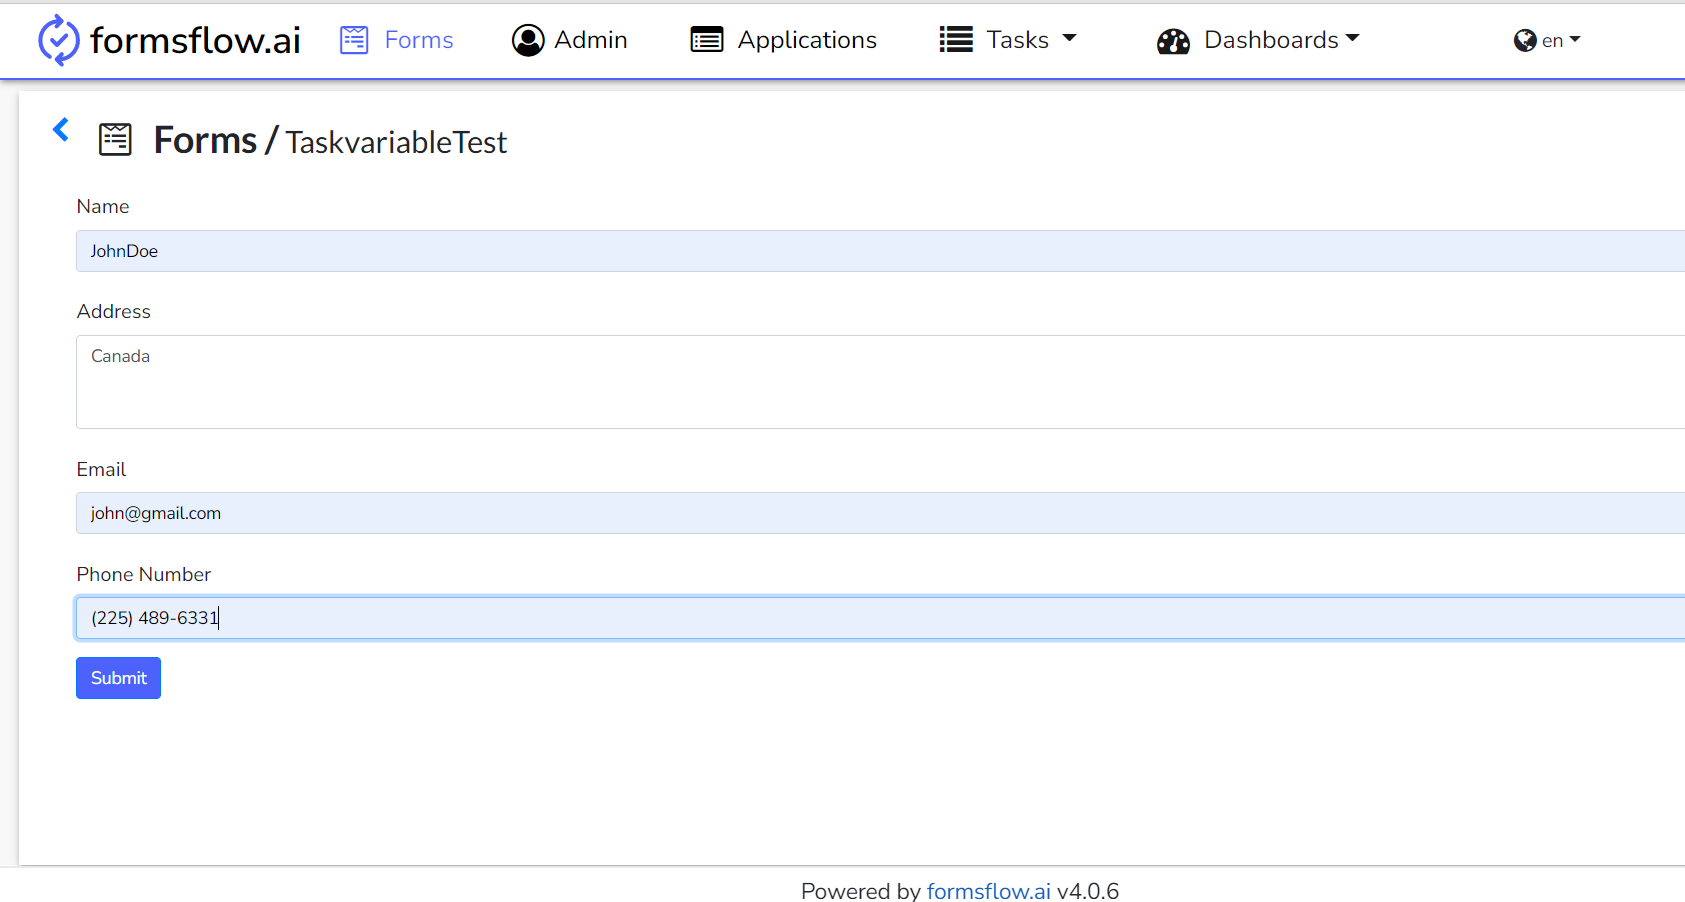 formsflow.ai Forms Admin Applications Tasks Dashboards en
Forms / TaskvariableTest
Name
JohnDoe
Address
Canada
Email
john@gmail.com
Phone Number
(225) 489-6331
Submit
Powered by formsflow.ai v4.0.6